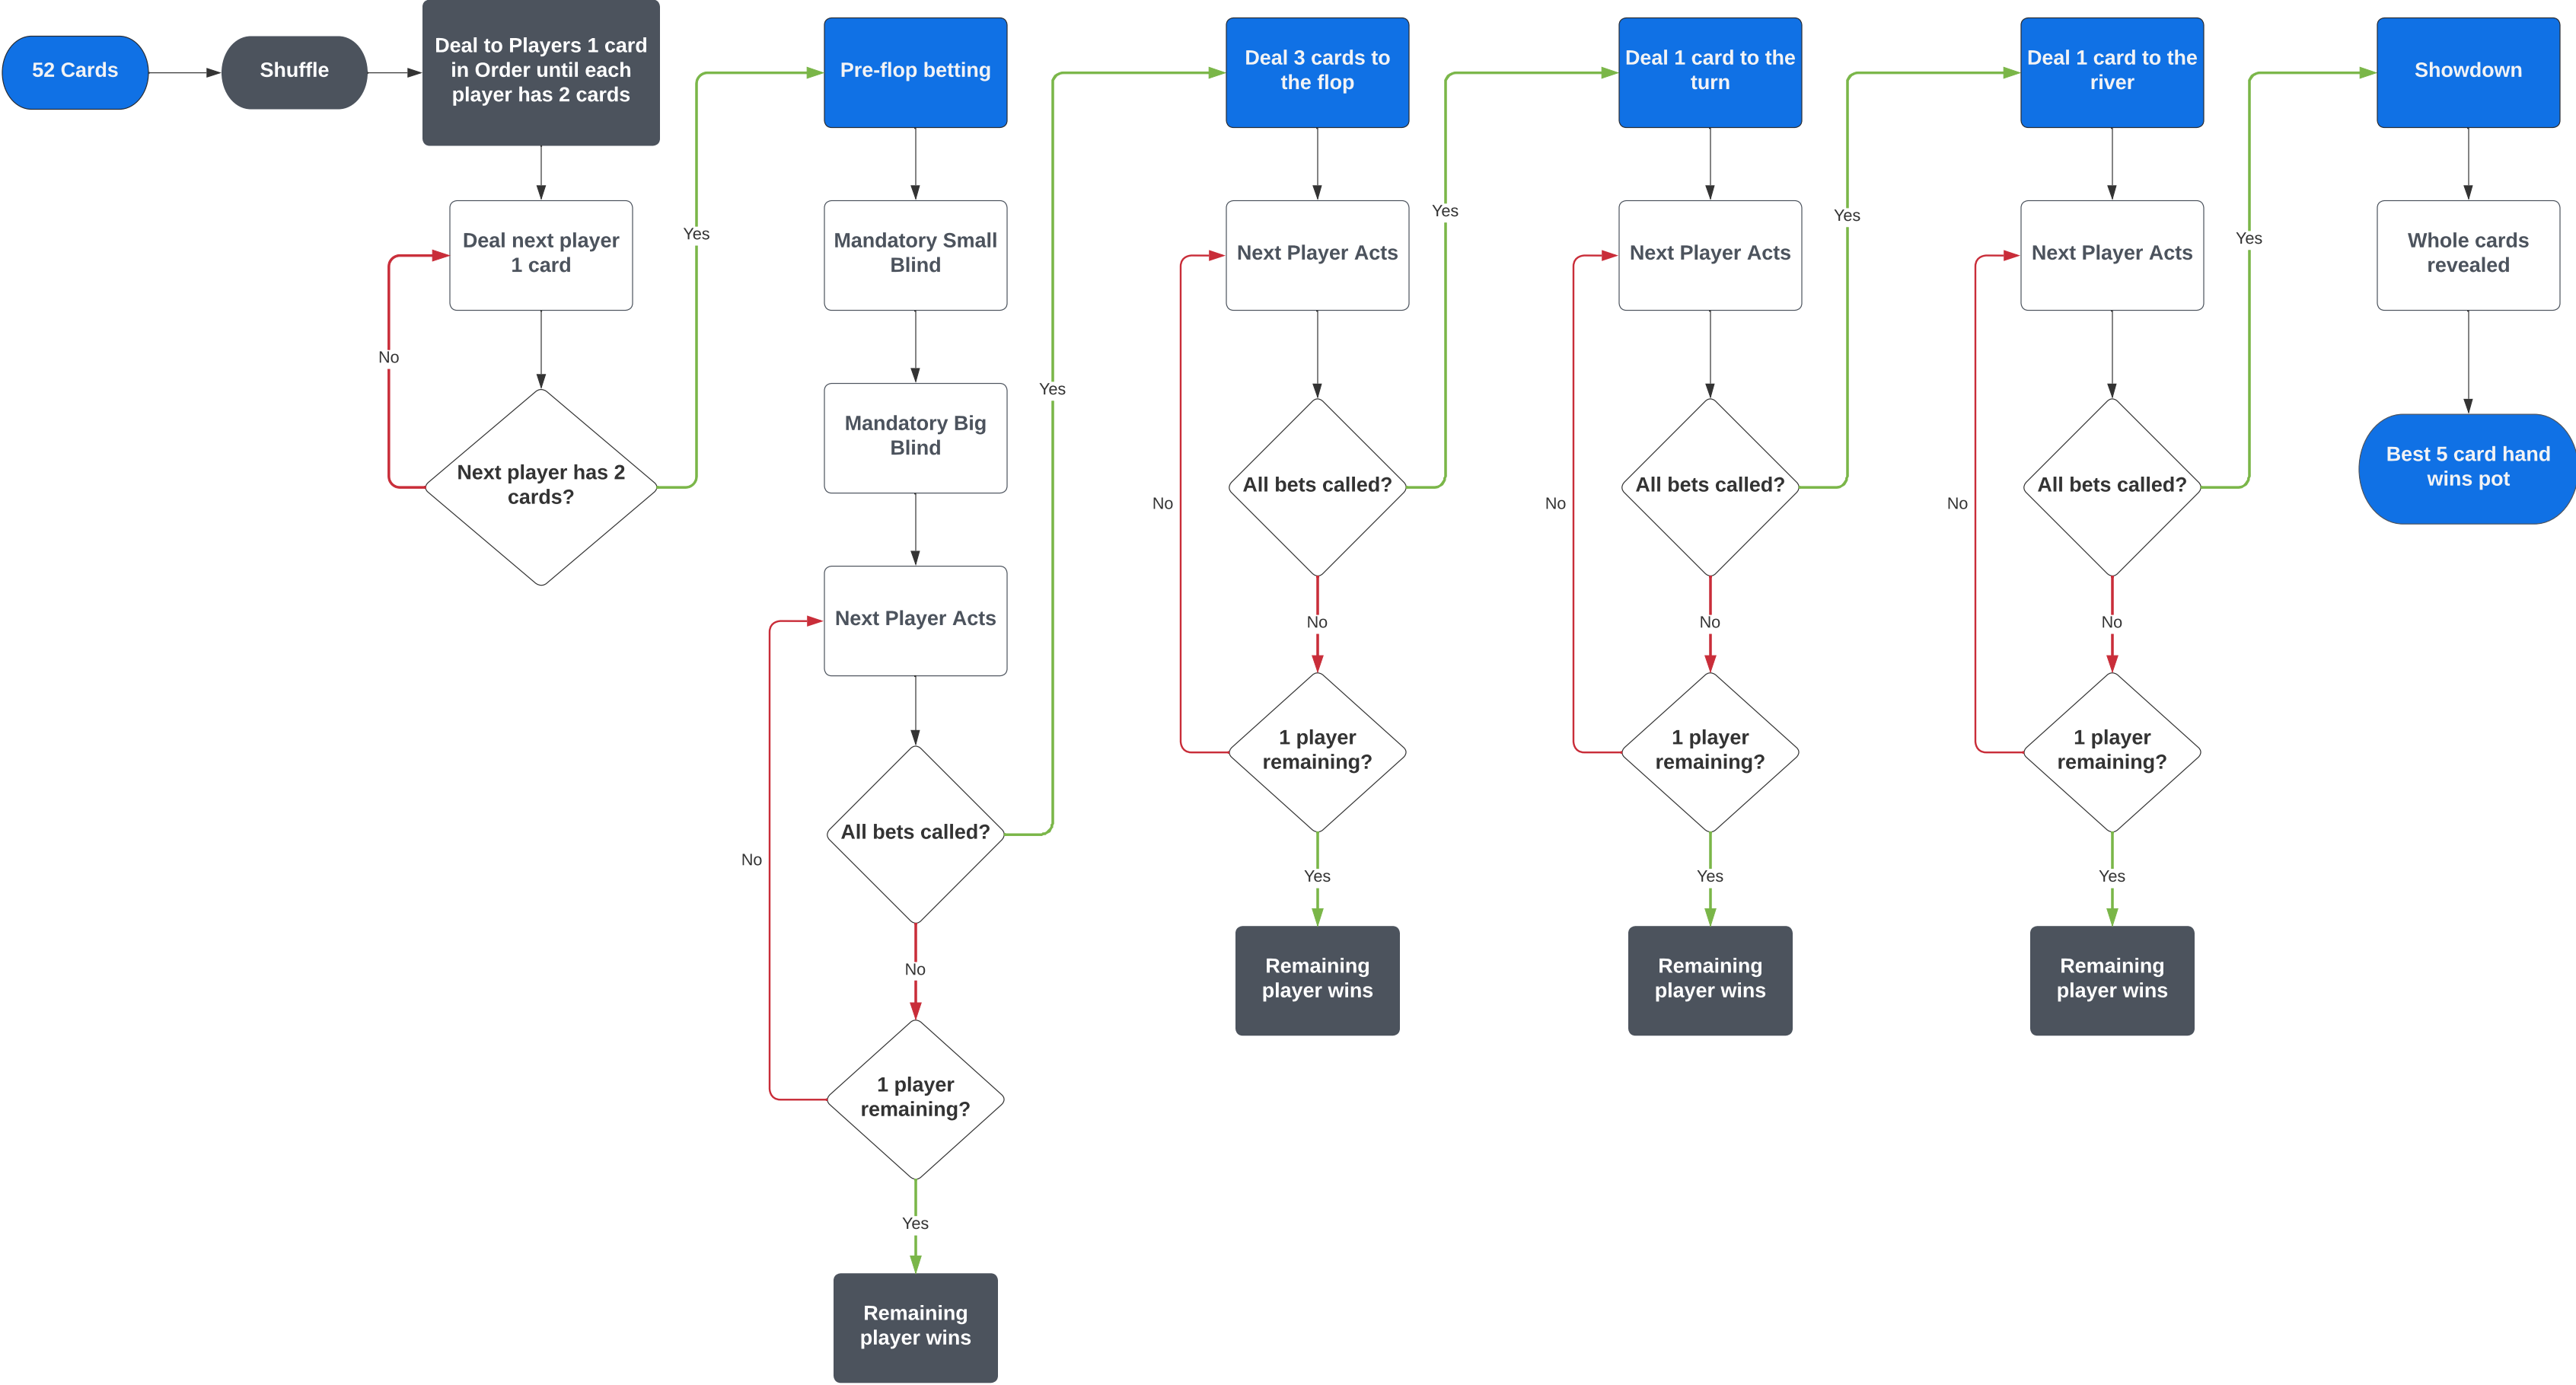 52 Cards
Shuffle
Deal to Players 1 card
in Order until each
player has 2 cards
Deal next player
1 card
No
Next player has 2
cards?
Yes
Pre-flop betting
Mandatory Small
Blind
Mandatory Big
Blind
Next Player Acts
All bets called?
No
No
1 player
remaining?
Yes
Remaining
player wins
Yes
Deal 3 cards to
the flop
Next Player Acts
All bets called?
No
No
1 player
remaining?
Yes
Remaining
player wins
Yes
Deal 1 card to the
turn
Next Player Acts
All bets called?
No
No
1 player
remaining?
Yes
Remaining
player wins
Yes
Deal 1 card to the
river
Next Player Acts
All bets called?
No
No
1 player
remaining?
Yes
Remaining
player wins
Yes
Showdown
Whole cards
revealed
Best 5 card hand
wins pot